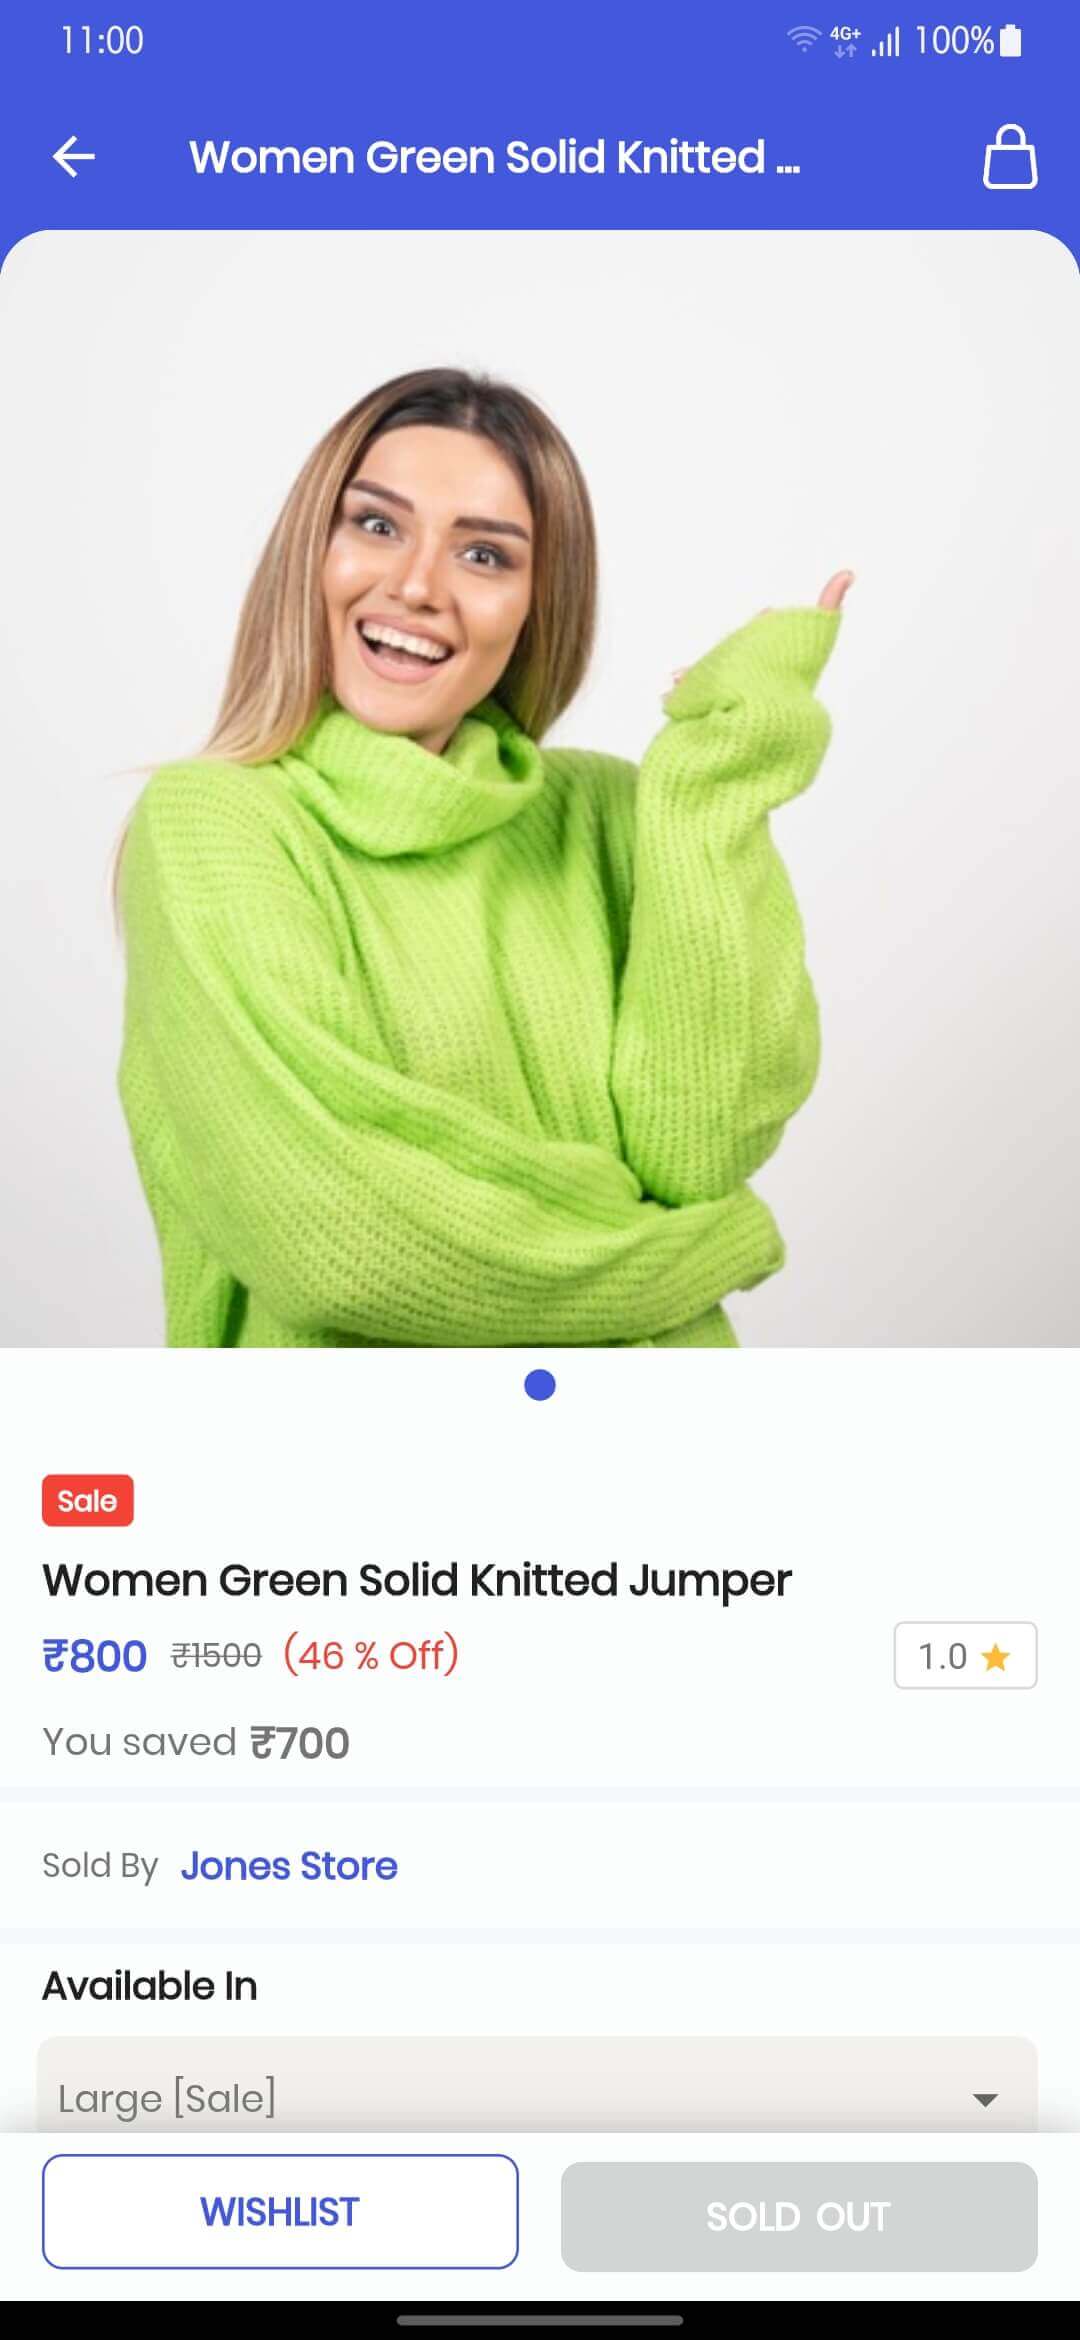 11:00
4G+ 100%
Women Green Solid Knitted ...
Sale
Women Green Solid Knitted Jumper
₹800 ₹1500 (46 % Off)
1.0
You saved ₹700
Sold By Jones Store
Available In
Large [Sale]
WISHLIST
SOLD OUT